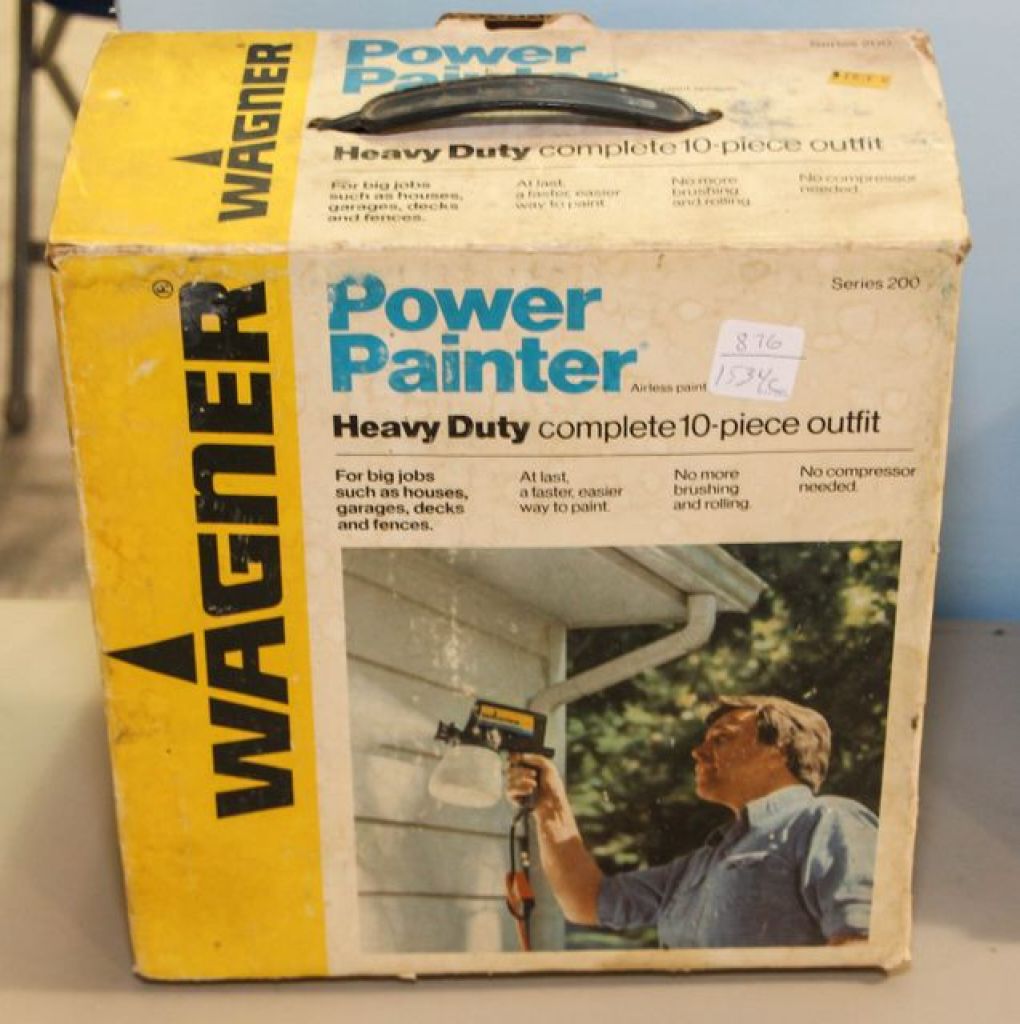 WAGNER
Power
Painter
Series 200
Heavy Duty complete 10-piece outfit
For big jobs
such as houses,
garages, decks
and fences.
At last,
a faster, easier
way to paint.
No more
brushing
and rolling.
No compressor
needed.
WAGNER
Power
Painter
Airless paint
Series 200
876
Heavy Duty complete 10-piece outfit
For big jobs
such as houses,
garages, decks
and fences.
At last,
a faster, easier
way to paint.
No more
brushing
and rolling.
No compressor
needed.